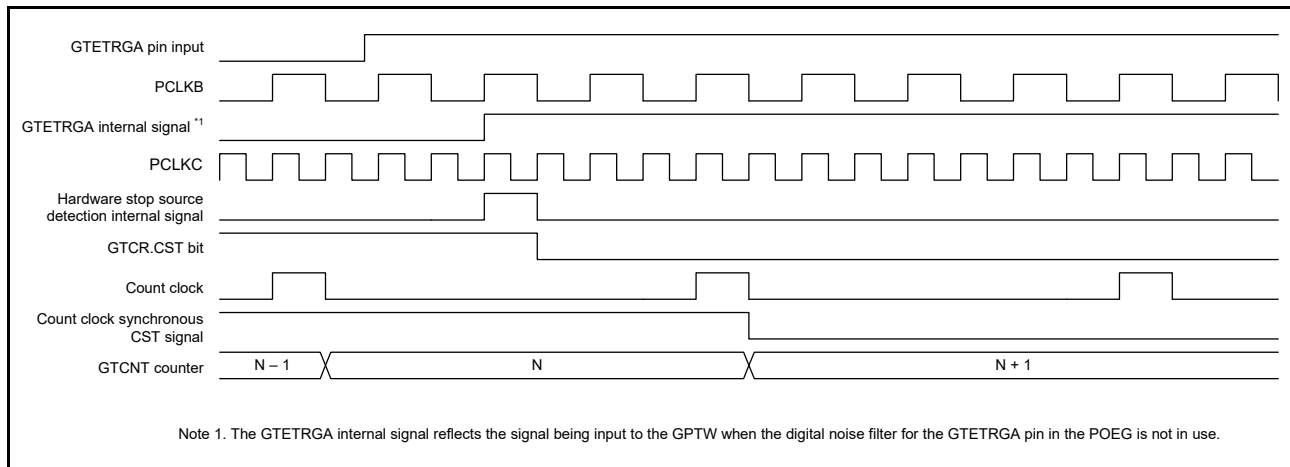 GTETRGA pin input
PCLKB
GTETRGA internal signal *1
PCLKC
Hardware stop source
detection internal signal
GTCR.CST bit
Count clock
Count clock synchronous
CST signal
GTCNT counter
N – 1
N
N + 1
Note 1. The GTETRGA internal signal reflects the signal being input to the GPTW when the digital noise filter for the GTETRGA pin in the POEG is not in use.